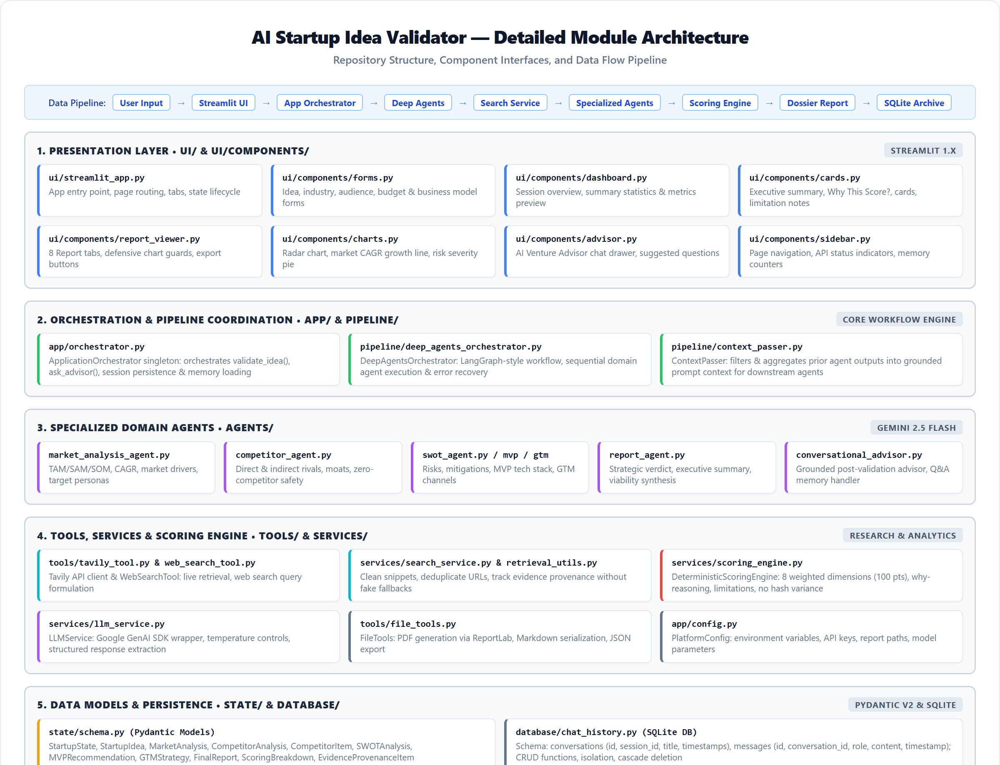 AI Startup Idea Validator — Detailed Module Architecture
Repository Structure, Component Interfaces, and Data Flow Pipeline
Data Pipeline: User Input → Streamlit UI → App Orchestrator → Deep Agents → Search Service → Specialized Agents → Scoring Engine → Dossier Report → SQLite Archive
1. PRESENTATION LAYER • UI/ & UI/COMPONENTS/
STREAMLIT 1.X
ui/streamlit_app.py
App entry point, page routing, tabs, state lifecycle
ui/components/forms.py
Idea, industry, audience, budget & business model
forms
ui/components/dashboard.py
Session overview, summary statistics & metrics
preview
ui/components/cards.py
Executive summary, Why This Score?, cards,
limitation notes
ui/components/report_viewer.py
8 Report tabs, defensive chart guards, export
buttons
ui/components/charts.py
Radar chart, market CAGR growth line, risk severity
pie
ui/components/advisor.py
AI Venture Advisor chat drawer, suggested questions
ui/components/sidebar.py
Page navigation, API status indicators, memory
counters
2. ORCHESTRATION & PIPELINE COORDINATION • APP/ & PIPELINE/
CORE WORKFLOW ENGINE
app/orchestrator.py
ApplicationOrchestrator singleton: orchestrates validate_idea(),
ask_advisor(), session persistence & memory loading
pipeline/deep_agents_orchestrator.py
DeepAgentsOrchestrator: LangGraph-style workflow, sequential domain
agent execution & error recovery
pipeline/context_passer.py
ContextPasser: filters & aggregates prior agent outputs into grounded
prompt context for downstream agents
3. SPECIALIZED DOMAIN AGENTS • AGENTS/
GEMINI 2.5 FLASH
market_analysis_agent.py
TAM/SAM/SOM, CAGR, market drivers,
target personas
competitor_agent.py
Direct & indirect rivals, moats, zero-
competitor safety
swot_agent.py / mvp / gtm
Risks, mitigations, MVP tech stack, GTM
channels
report_agent.py
Strategic verdict, executive summary,
viability synthesis
conversational_advisor.py
Grounded post-validation advisor, Q&A
memory handler
4. TOOLS, SERVICES & SCORING ENGINE • TOOLS/ & SERVICES/
RESEARCH & ANALYTICS
tools/tavily_tool.py & web_search_tool.py
Tavily API client & WebSearchTool: live retrieval, web search query
formulation
services/search_service.py & retrieval_utils.py
Clean snippets, deduplicate URLs, track evidence provenance without
fake fallbacks
services/scoring_engine.py
DeterministicScoringEngine: 8 weighted dimensions (100 pts), why-
reasoning, limitations, no hash variance
services/llm_service.py
LLMService: Google GenAI SDK wrapper, temperature controls,
structured response extraction
tools/file_tools.py
FileTools: PDF generation via ReportLab, Markdown serialization, JSON
export
app/config.py
PlatformConfig: environment variables, API keys, report paths, model
parameters
5. DATA MODELS & PERSISTENCE • STATE/ & DATABASE/
PYDANTIC V2 & SQLITE
state/schema.py (Pydantic Models)
StartupState, StartupIdea, MarketAnalysis, CompetitorAnalysis, CompetitorItem, SWOTAnalysis,
MVPRecommendation, GTMStrategy, FinalReport, ScoringBreakdown, EvidenceProvenanceItem
database/chat_history.py (SQLite DB)
Schema: conversations (id, session_id, title, timestamps), messages (id, conversation_id, role, content, timestamp);
CRUD functions, isolation, cascade deletion